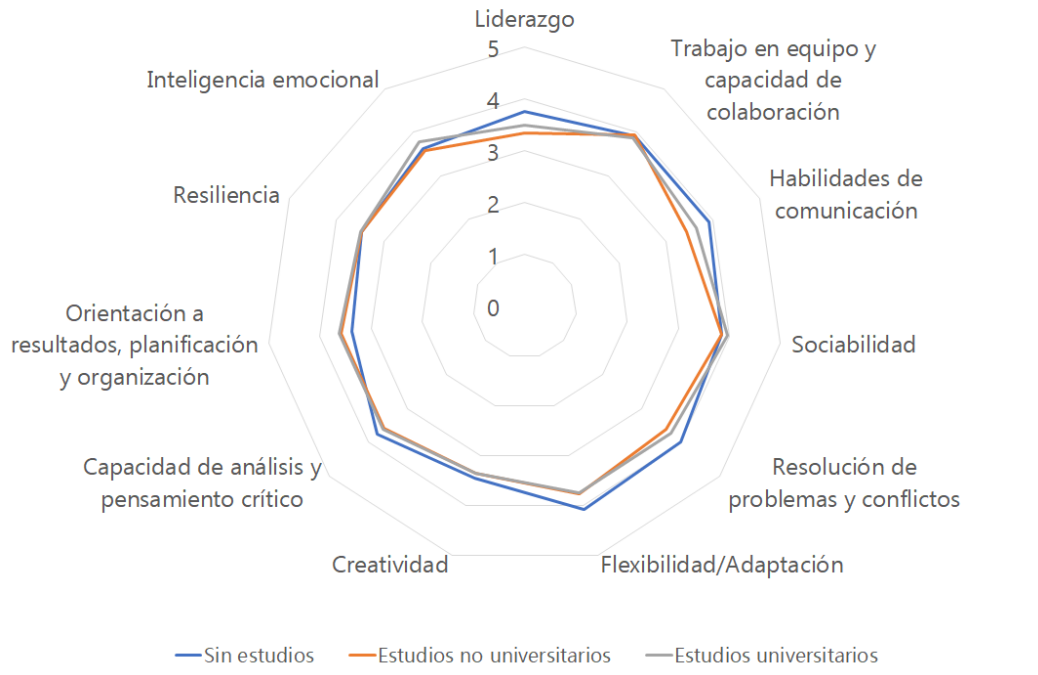 Liderazgo
5
4
3
2
1
0
Trabajo en equipo y
capacidad de
colaboración
Habilidades de
comunicación
Sociabilidad
Resolución de
problemas y conflictos
Flexibilidad/Adaptación
Creatividad
Capacidad de análisis y
pensamiento crítico
Orientación a
resultados, planificación
y organización
Resiliencia
Inteligencia emocional
Sin estudios
Estudios no universitarios
Estudios universitarios